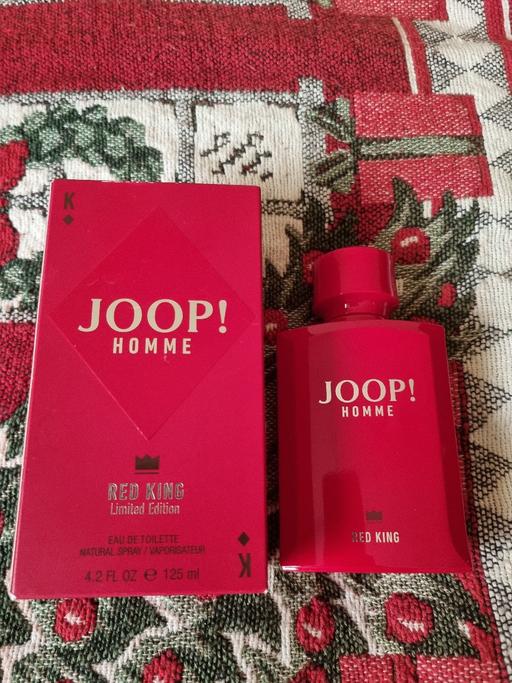 K
JOOP!
HOMME
RED KING
Limited Edition
EAU DE TOILETTE
NATURAL SPRAY / VAPORISATEUR
4.2 FL OZ ℮ 125 ml
K
JOOP!
HOMME
RED KING